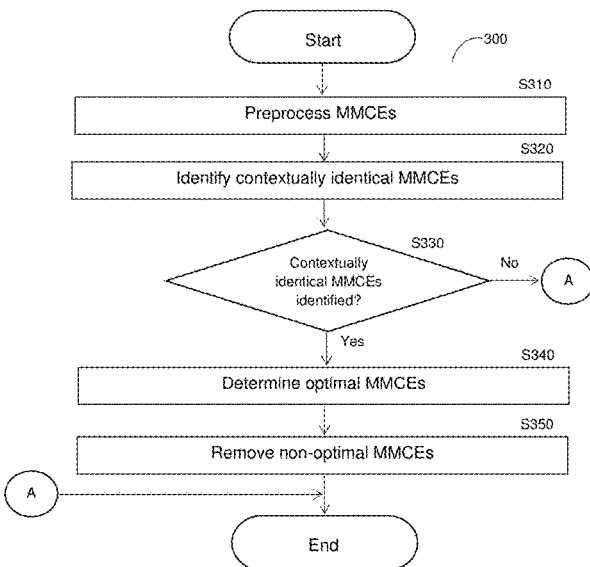 Start
300
S310
Preprocess MMCEs
S320
Identify contextually identical MMCEs
S330
Contextually
identical MMCEs
identified?
No
A
Yes
S340
Determine optimal MMCEs
S350
Remove non-optimal MMCEs
A
End